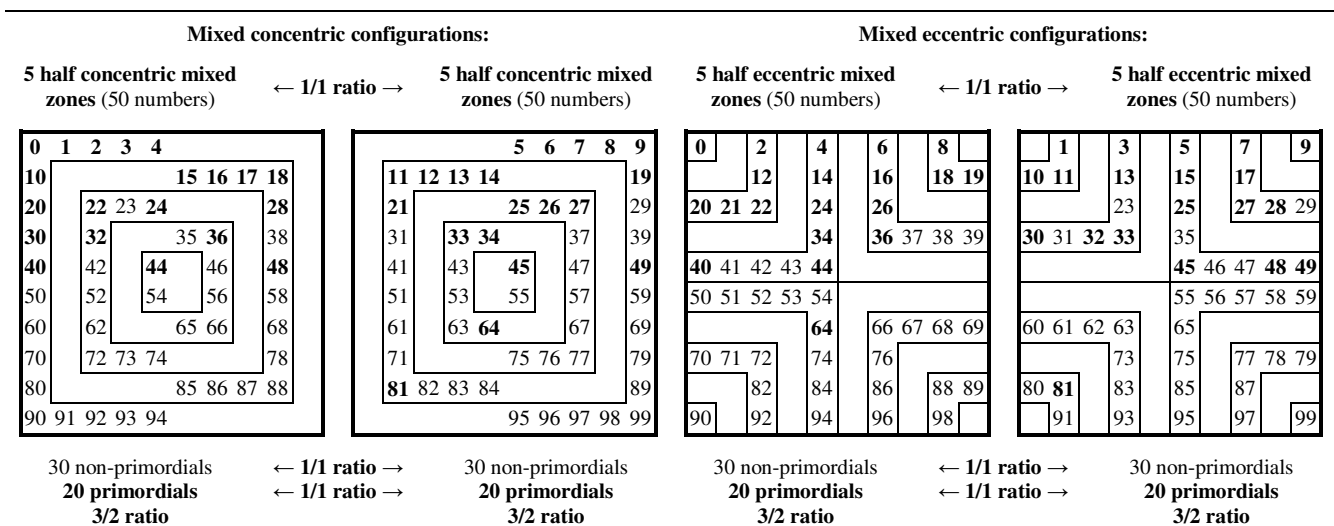 Mixed concentric configurations: Mixed eccentric configurations:
5 half concentric mixed ← 1/1 ratio → 5 half concentric mixed 5 half eccentric mixed ← 1/1 ratio → 5 half eccentric mixed
zones (50 numbers) zones (50 numbers) zones (50 numbers) zones (50 numbers)
0 1 2 3 4 5 6 7 8 9 0 2 4 6 8 1 3 5 7 9
10 15 16 17 18 11 12 13 14 19 12 14 16 18 19 10 11 13 15 17
20 22 23 24 28 21 25 26 27 29 20 21 22 24 26 23 25 27 28 29
30 32 35 36 38 31 33 34 37 39 34 36 37 38 39 30 31 32 33 35
40 42 44 46 48 41 43 45 47 49 40 41 42 43 44 45 46 47 48 49
50 52 54 56 58 51 53 55 57 59 50 51 52 53 54 55 56 57 58 59
60 62 65 66 68 61 63 64 67 69 64 66 67 68 69 60 61 62 63 65
70 72 73 74 78 71 75 76 77 79 70 71 72 74 76 73 75 77 78 79
80 85 86 87 88 81 82 83 84 89 82 84 86 88 89 80 81 83 85 87
90 91 92 93 94 95 96 97 98 99 90 92 94 96 98 91 93 95 97 99
30 non-primordials ← 1/1 ratio → 30 non-primordials 30 non-primordials ← 1/1 ratio → 30 non-primordials
20 primordials ← 1/1 ratio → 20 primordials 20 primordials ← 1/1 ratio → 20 primordials
3/2 ratio 3/2 ratio 3/2 ratio 3/2 ratio